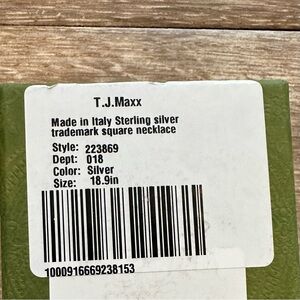 T.J.Maxx
Made in Italy Sterling silver
trademark square necklace
Style: 223869
Dept: 018
Color: Silver
Size: 18.9in
1000916669238153